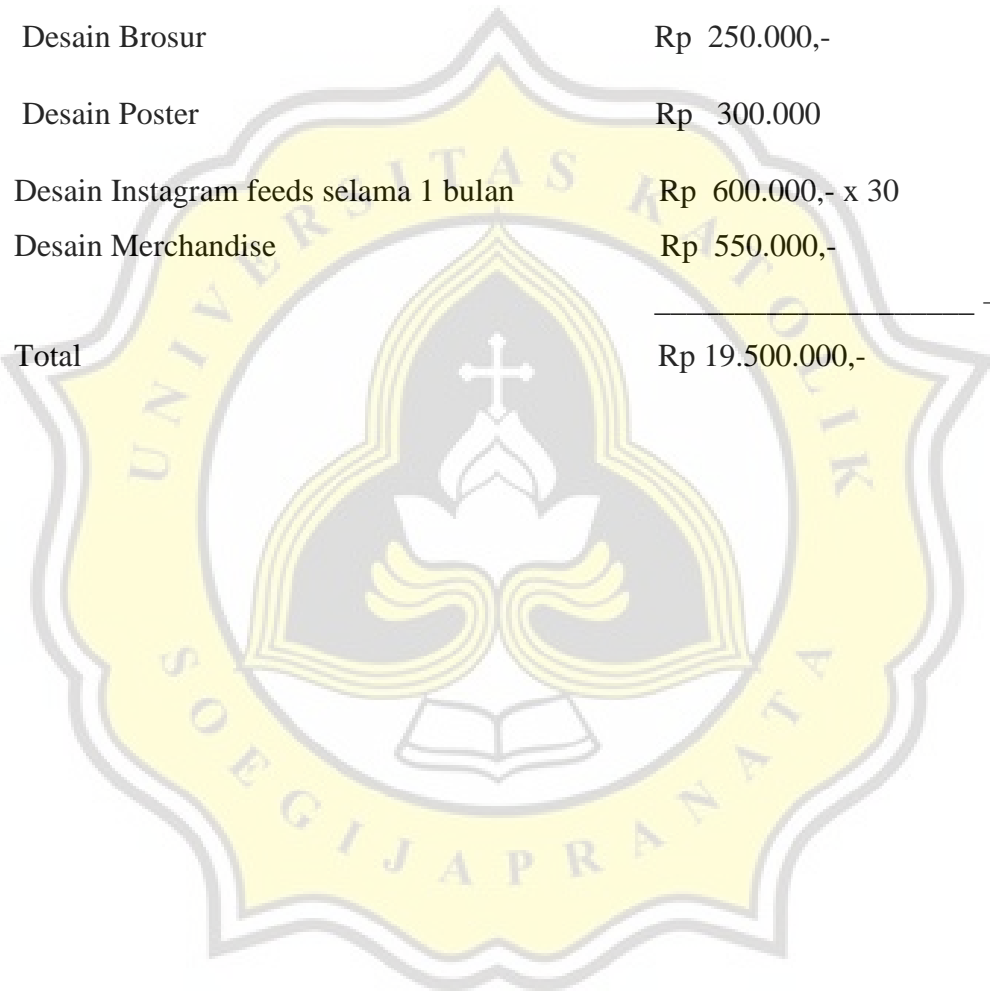 Desain Brosur Rp 250.000,-
Desain Poster Rp 300.000
Desain Instagram feeds selama 1 bulan Rp 600.000,- x 30
Desain Merchandise Rp 550.000,-
Total Rp 19.500.000,-
UNIVERSITAS KATOLIK
SOEGIJAPRANATA